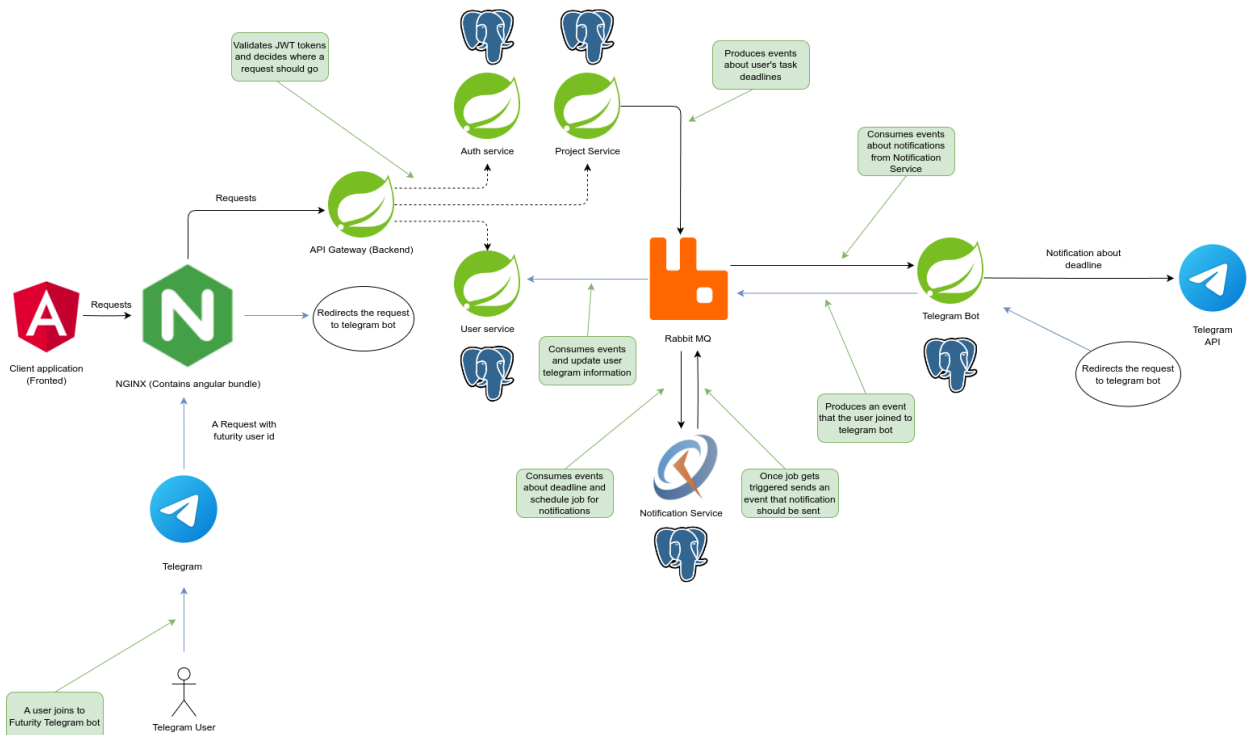 Validates JWT tokens
and decides where a
request should go
Produces events
about user's task
deadlines
Auth service
Project Service
Consumes events
about notifications
from Notification
Service
Requests
API Gateway (Backend)
Notification about
deadline
Requests
Redirects the request
to telegram bot
Client application
(Fronted)
NGINX (Contains angular bundle)
User service
Rabbit MQ
Telegram Bot
Telegram
API
Consumes events
and update user
telegram information
Redirects the request
to telegram bot
Produces an event
that the user joined to
telegram bot
A Request with
futurity user id
Consumes events
about deadline and
schedule job for
notifications
Once job gets
triggered sends an
event that notification
should be sent
Notification Service
Telegram
A user joins to
Futurity Telegram bot
Telegram User